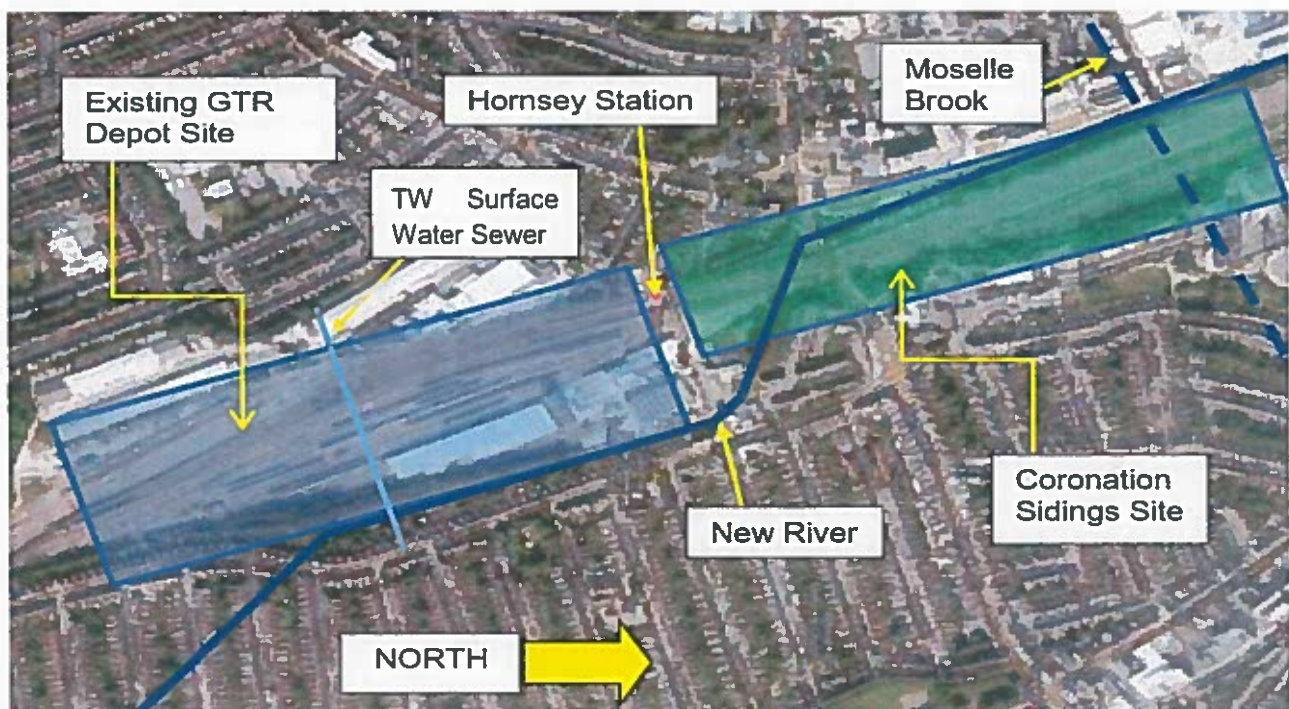 Existing GTR
Depot Site
Hornsey Station
Moselle
Brook
TW Surface
Water Sewer
Coronation
Sidings Site
New River
NORTH